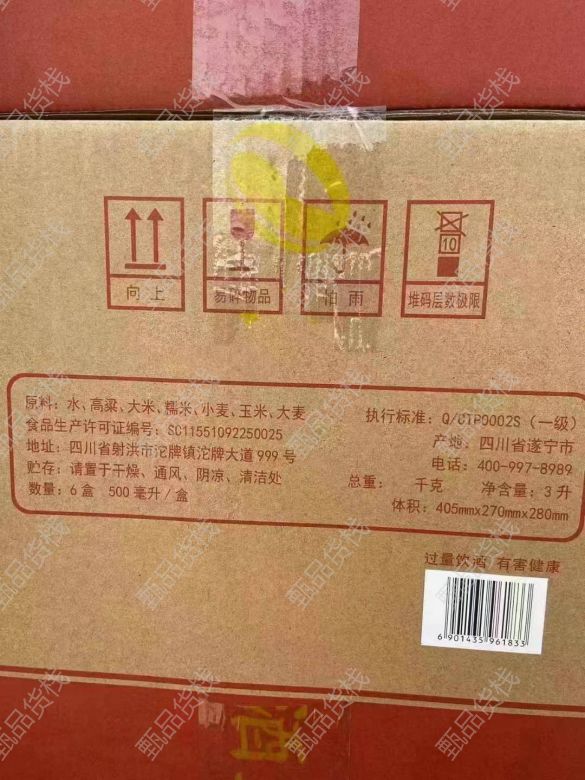 向上
易碎物品
怕雨
10
堆码层数极限
原料：水、高粱、大米、糯米、小麦、玉米、大麦
食品生产许可证编号：SC11551092250025
地址：四川省射洪市沱牌镇沱牌大道999号
贮存：请置于干燥、通风、阴凉、清洁处
数量：6盒 500毫升/盒
执行标准：Q/CTP0002S（一级）
产地：四川省遂宁市
电话：400-997-8989
总重： 千克 净含量：3升
体积：405mmx270mmx280mm
过量饮酒 有害健康
6 901435 961833
酒
甄品货栈